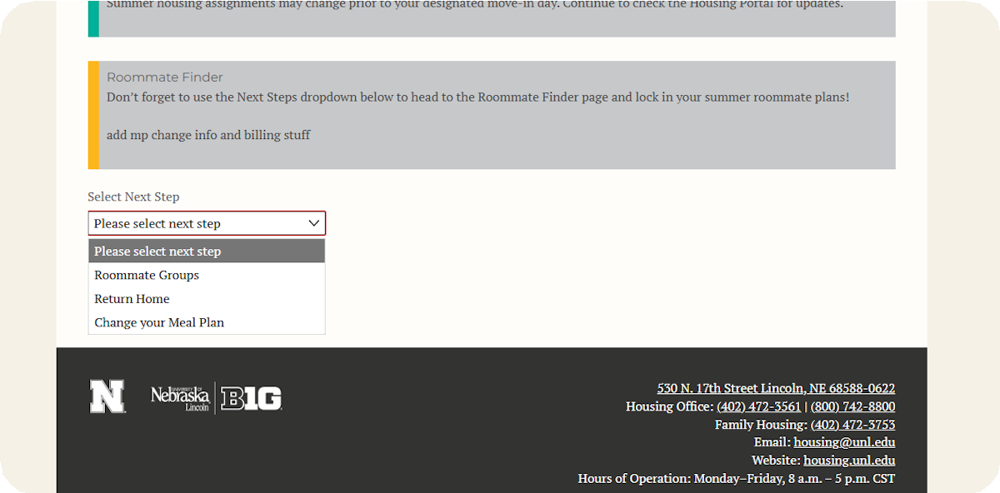 Summer housing assignments may change prior to your designated move-in day. Continue to check the Housing Portal for updates.
Roommate Finder
Don’t forget to use the Next Steps dropdown below to head to the Roommate Finder page and lock in your summer roommate plans!
add mp change info and billing stuff
Select Next Step
Please select next step
Please select next step
Roommate Groups
Return Home
Change your Meal Plan
N
UNIVERSITY OF
Nebraska
Lincoln
B1G
530 N. 17th Street Lincoln, NE 68588-0622
Housing Office: (402) 472-3561 | (800) 742-8800
Family Housing: (402) 472-3753
Email: housing@unl.edu
Website: housing.unl.edu
Hours of Operation: Monday–Friday, 8 a.m. – 5 p.m. CST